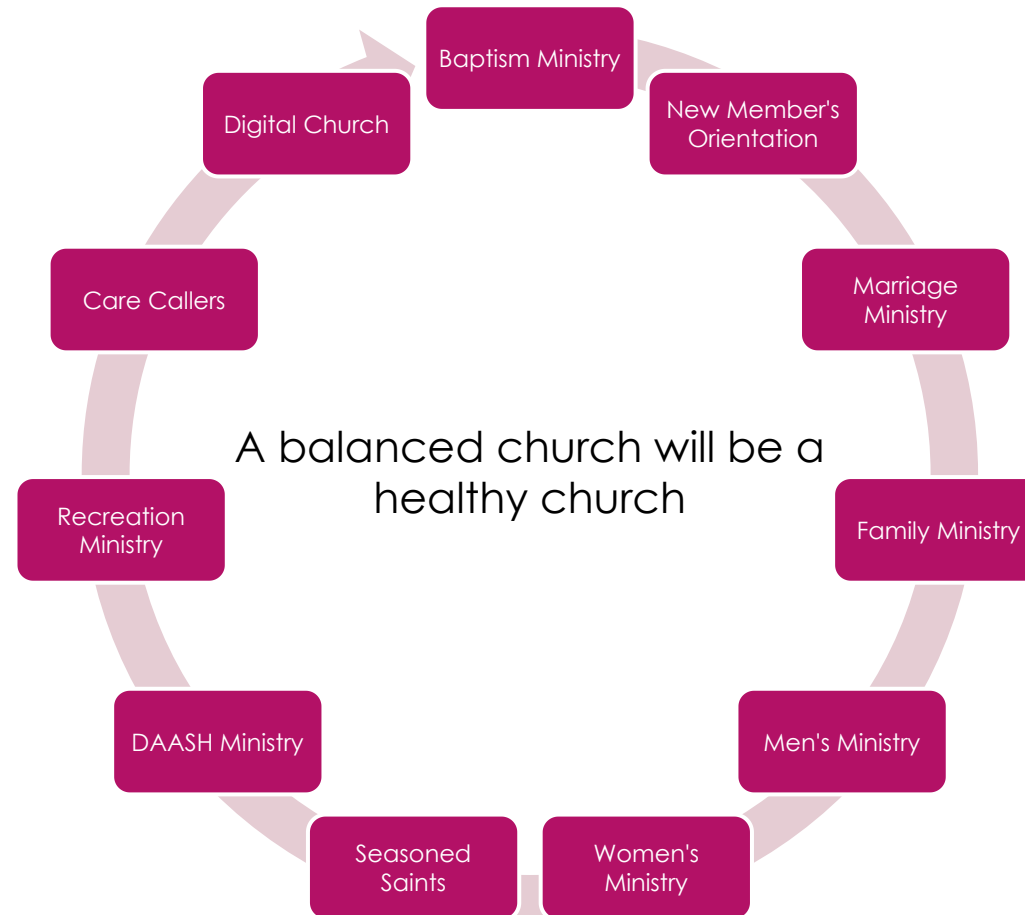 Baptism Ministry
New Member's
Orientation
Marriage
Ministry
Family Ministry
Men's Ministry
Women's
Ministry
Seasoned
Saints
DAASH Ministry
Recreation
Ministry
Care Callers
Digital Church
A balanced church will be a
healthy church